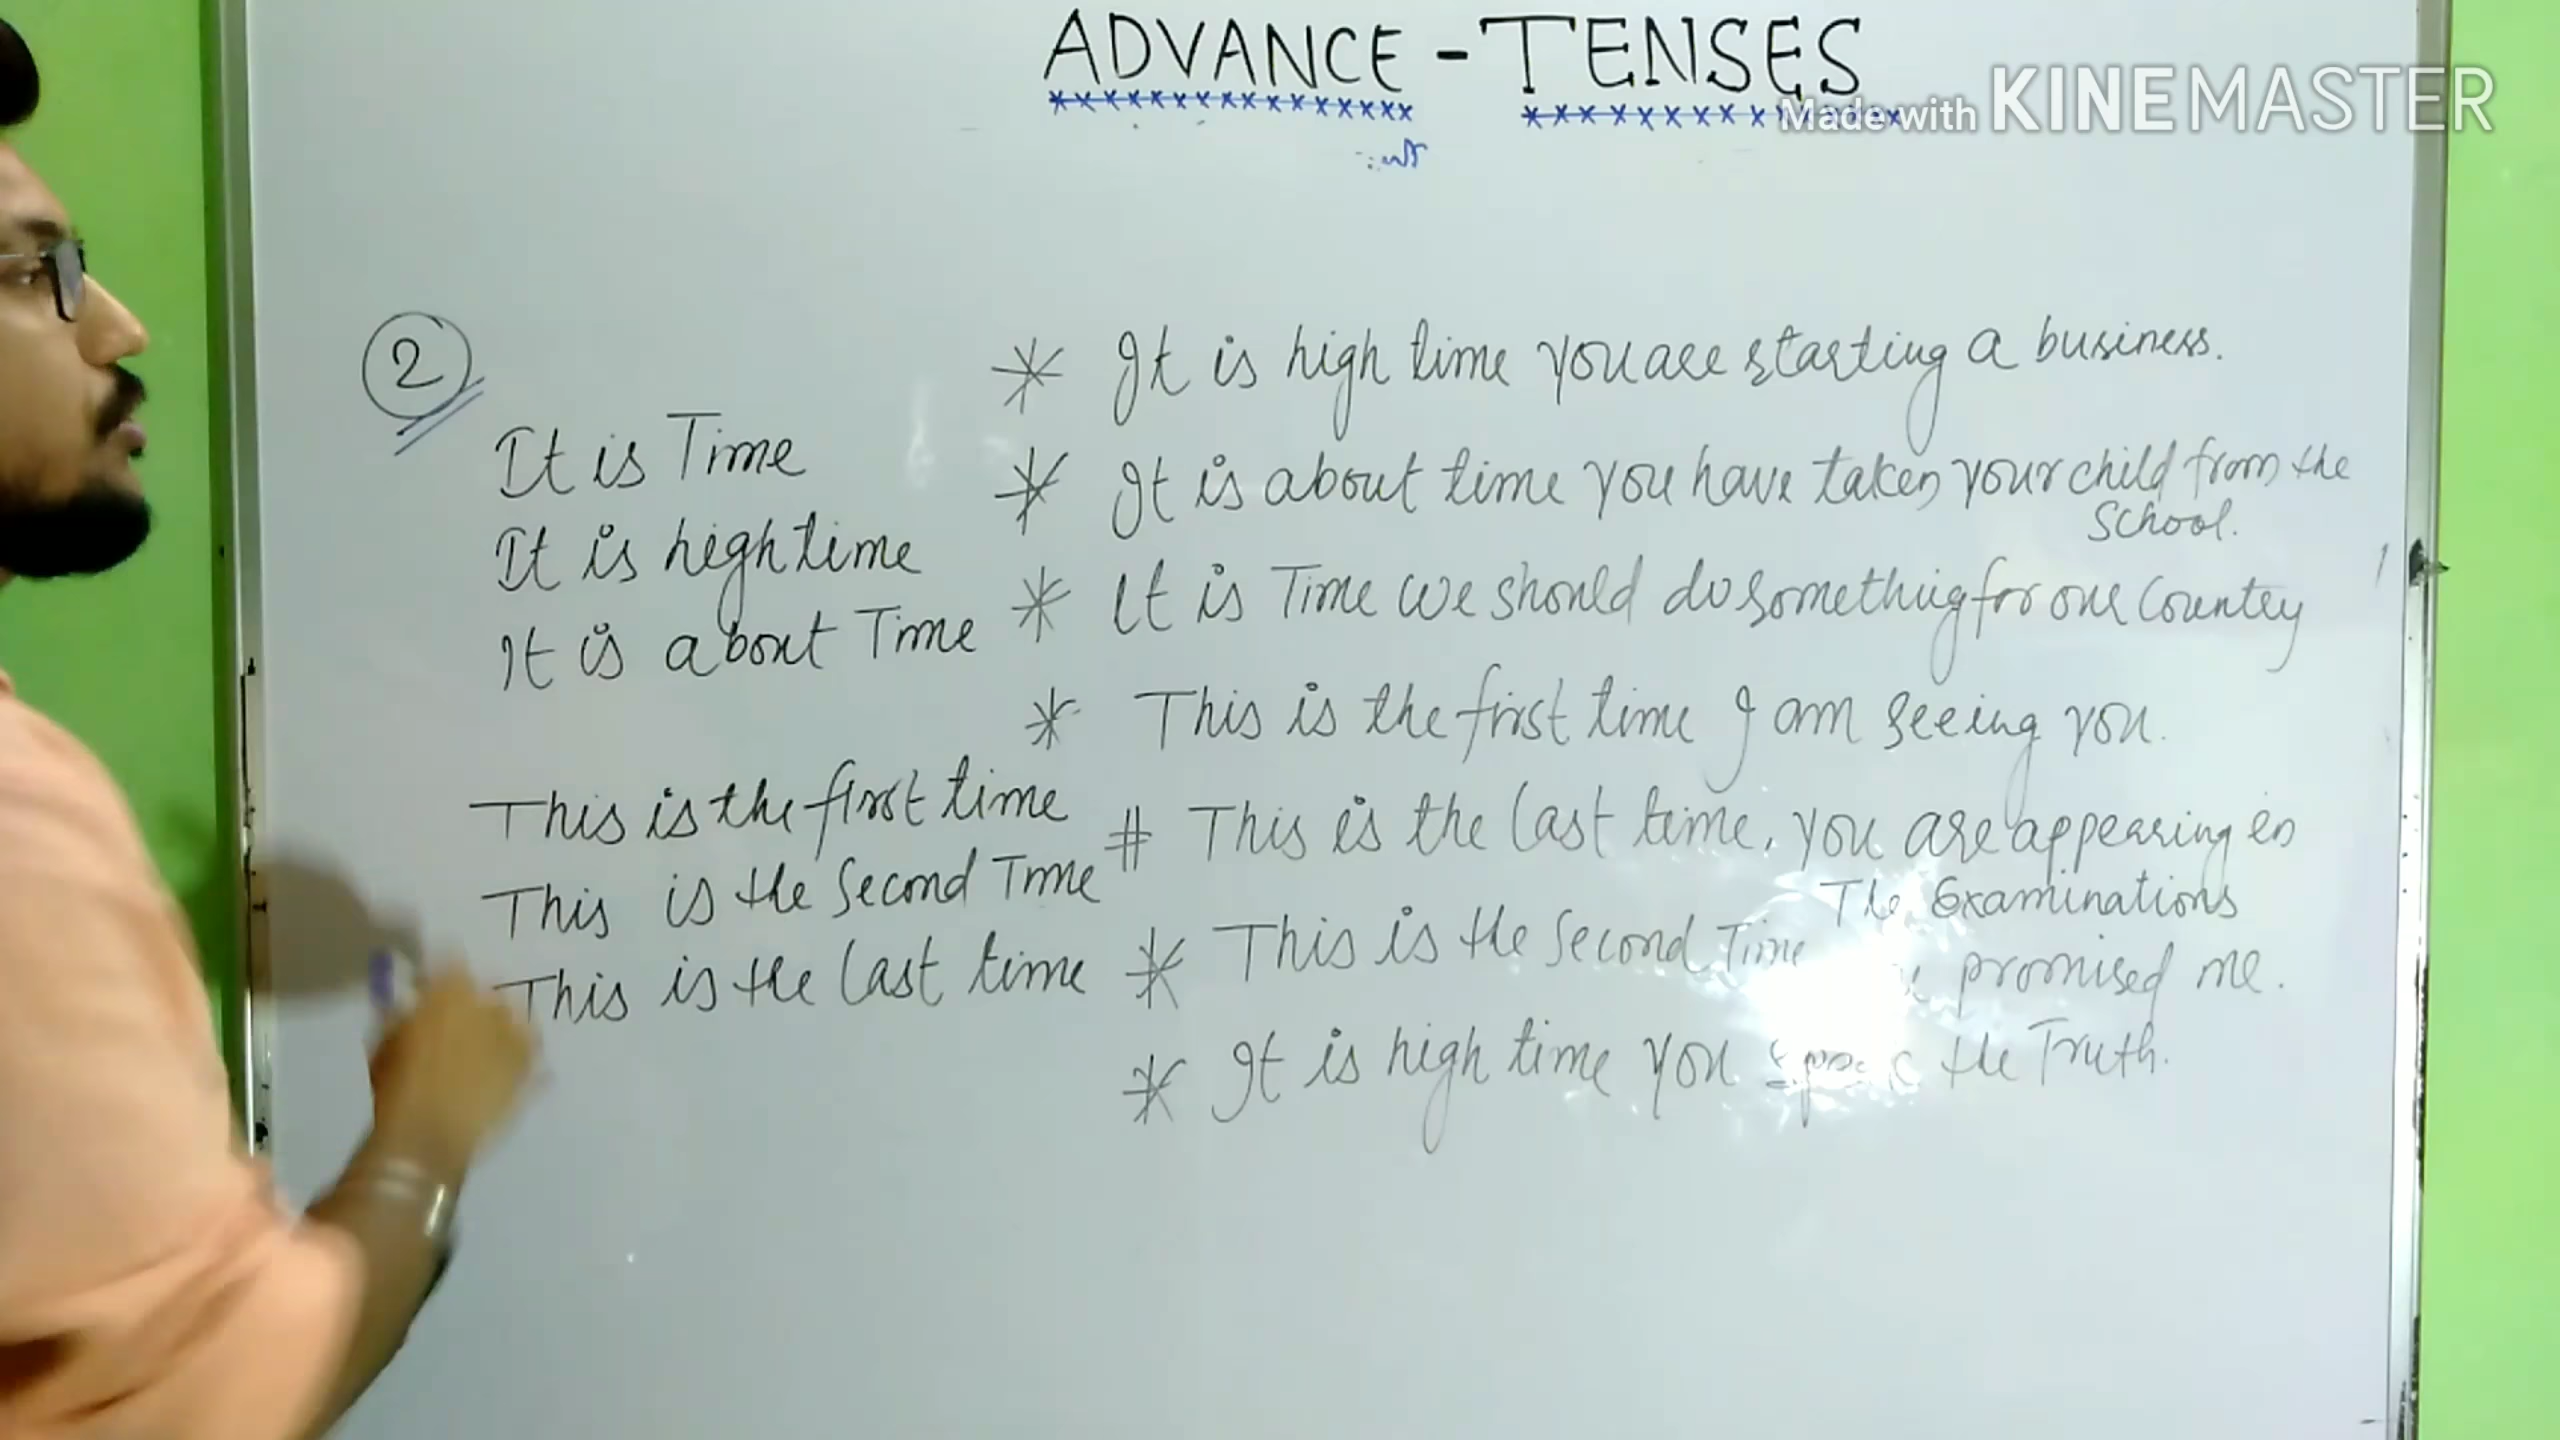 ADVANCE - TENSES
Made with KINEMASTER
2
It is Time
It is high time
It is about Time
This is the first time
This is the Second Time
This is the last time
* It is high time you are starting a business.
* It is about time you have taken your child from the
School.
* It is Time we should do something for our Country
* This is the first time I am seeing you.
# This is the last time, you are appearing in
The Examinations
* This is the Second Time promised me.
* It is high time you speak the Truth.